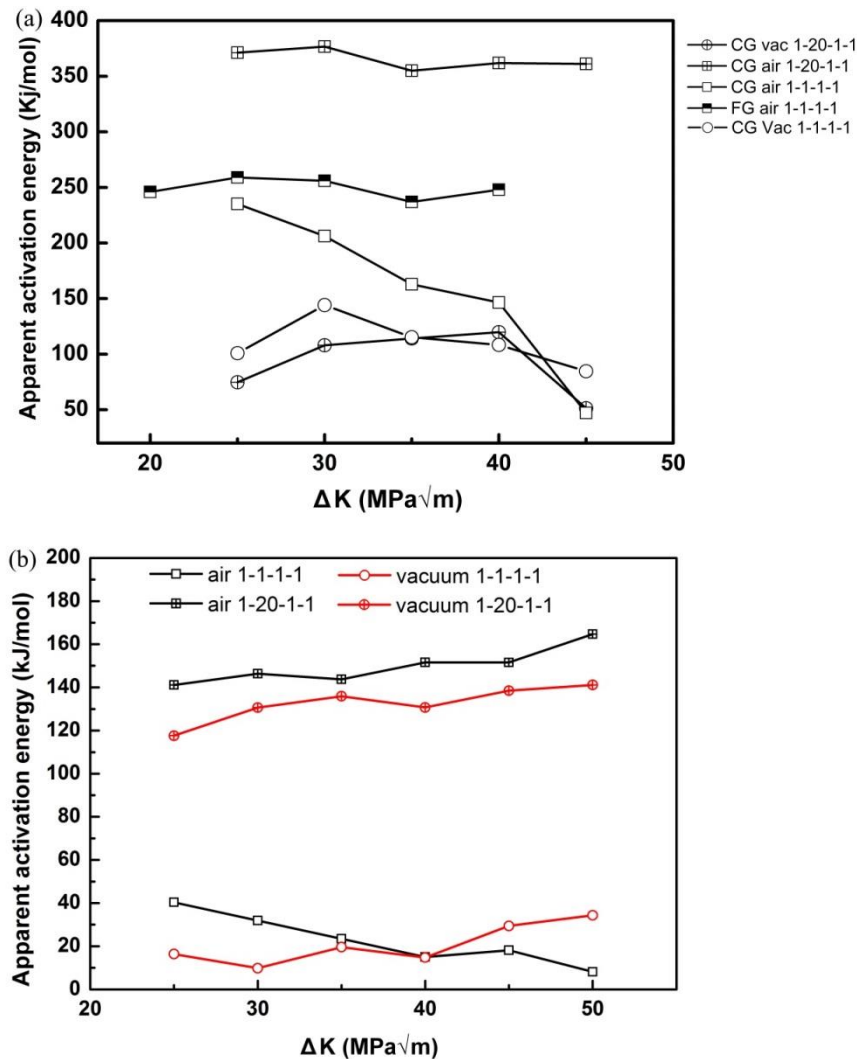 (a)
400
350
300
250
200
150
100
50
Apparent activation energy (Kj/mol)
20
30
40
50
ΔK (MPa√m)
CG vac 1-20-1-1
CG air 1-20-1-1
CG air 1-1-1-1
FG air 1-1-1-1
CG Vac 1-1-1-1
(b)
200
180
160
140
120
100
80
60
40
20
0
Apparent activation energy (kJ/mol)
air 1-1-1-1
vacuum 1-1-1-1
air 1-20-1-1
vacuum 1-20-1-1
20
30
40
50
ΔK (MPa√m)